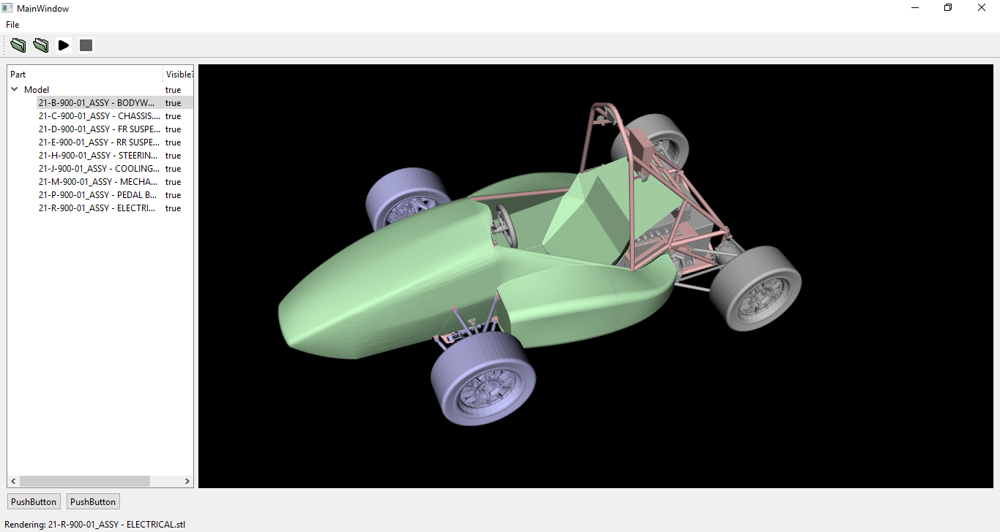 MainWindow
File
Part Visible?
Model true
21-B-900-01_ASSY - BODYW... true
21-C-900-01_ASSY - CHASSIS.... true
21-D-900-01_ASSY - FR SUSPE... true
21-E-900-01_ASSY - RR SUSPE... true
21-H-900-01_ASSY - STEERIN... true
21-J-900-01_ASSY - COOLING... true
21-M-900-01_ASSY - MECHA... true
21-P-900-01_ASSY - PEDAL B... true
21-R-900-01_ASSY - ELECTRI... true
PushButton PushButton
Rendering: 21-R-900-01_ASSY - ELECTRICAL.stl